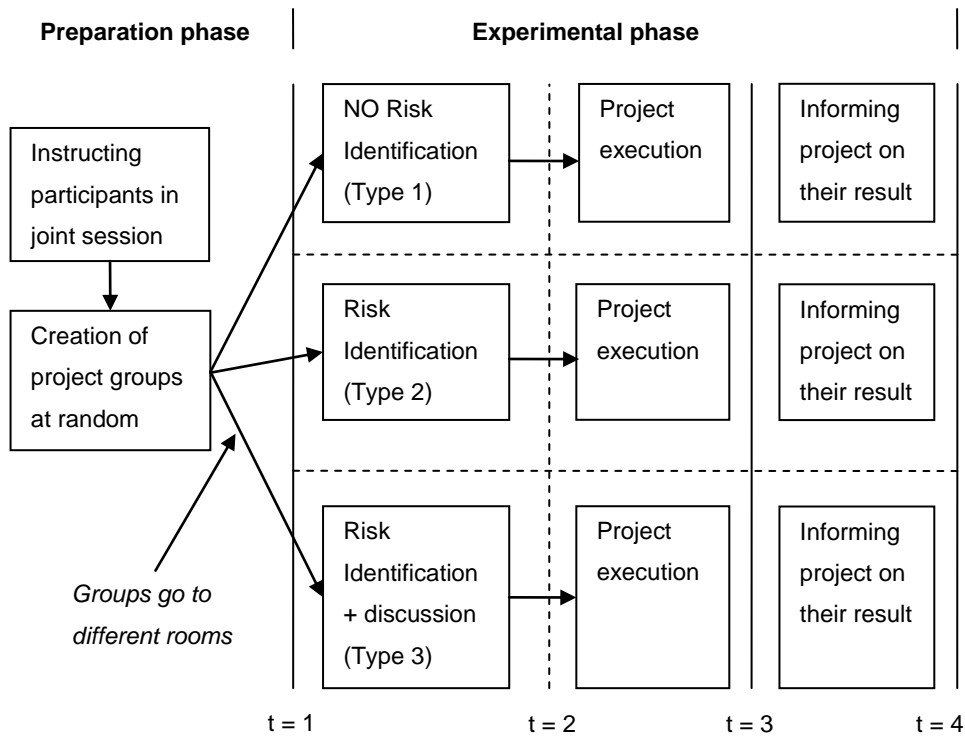 Preparation phase
Experimental phase
Instructing
participants in
joint session
Creation of
project groups
at random
Groups go to
different rooms
NO Risk
Identification
(Type 1)
Project
execution
Informing
project on
their result
Risk
Identification
(Type 2)
Project
execution
Informing
project on
their result
Risk
Identification
+ discussion
(Type 3)
Project
execution
Informing
project on
their result
t = 1
t = 2
t = 3
t = 4